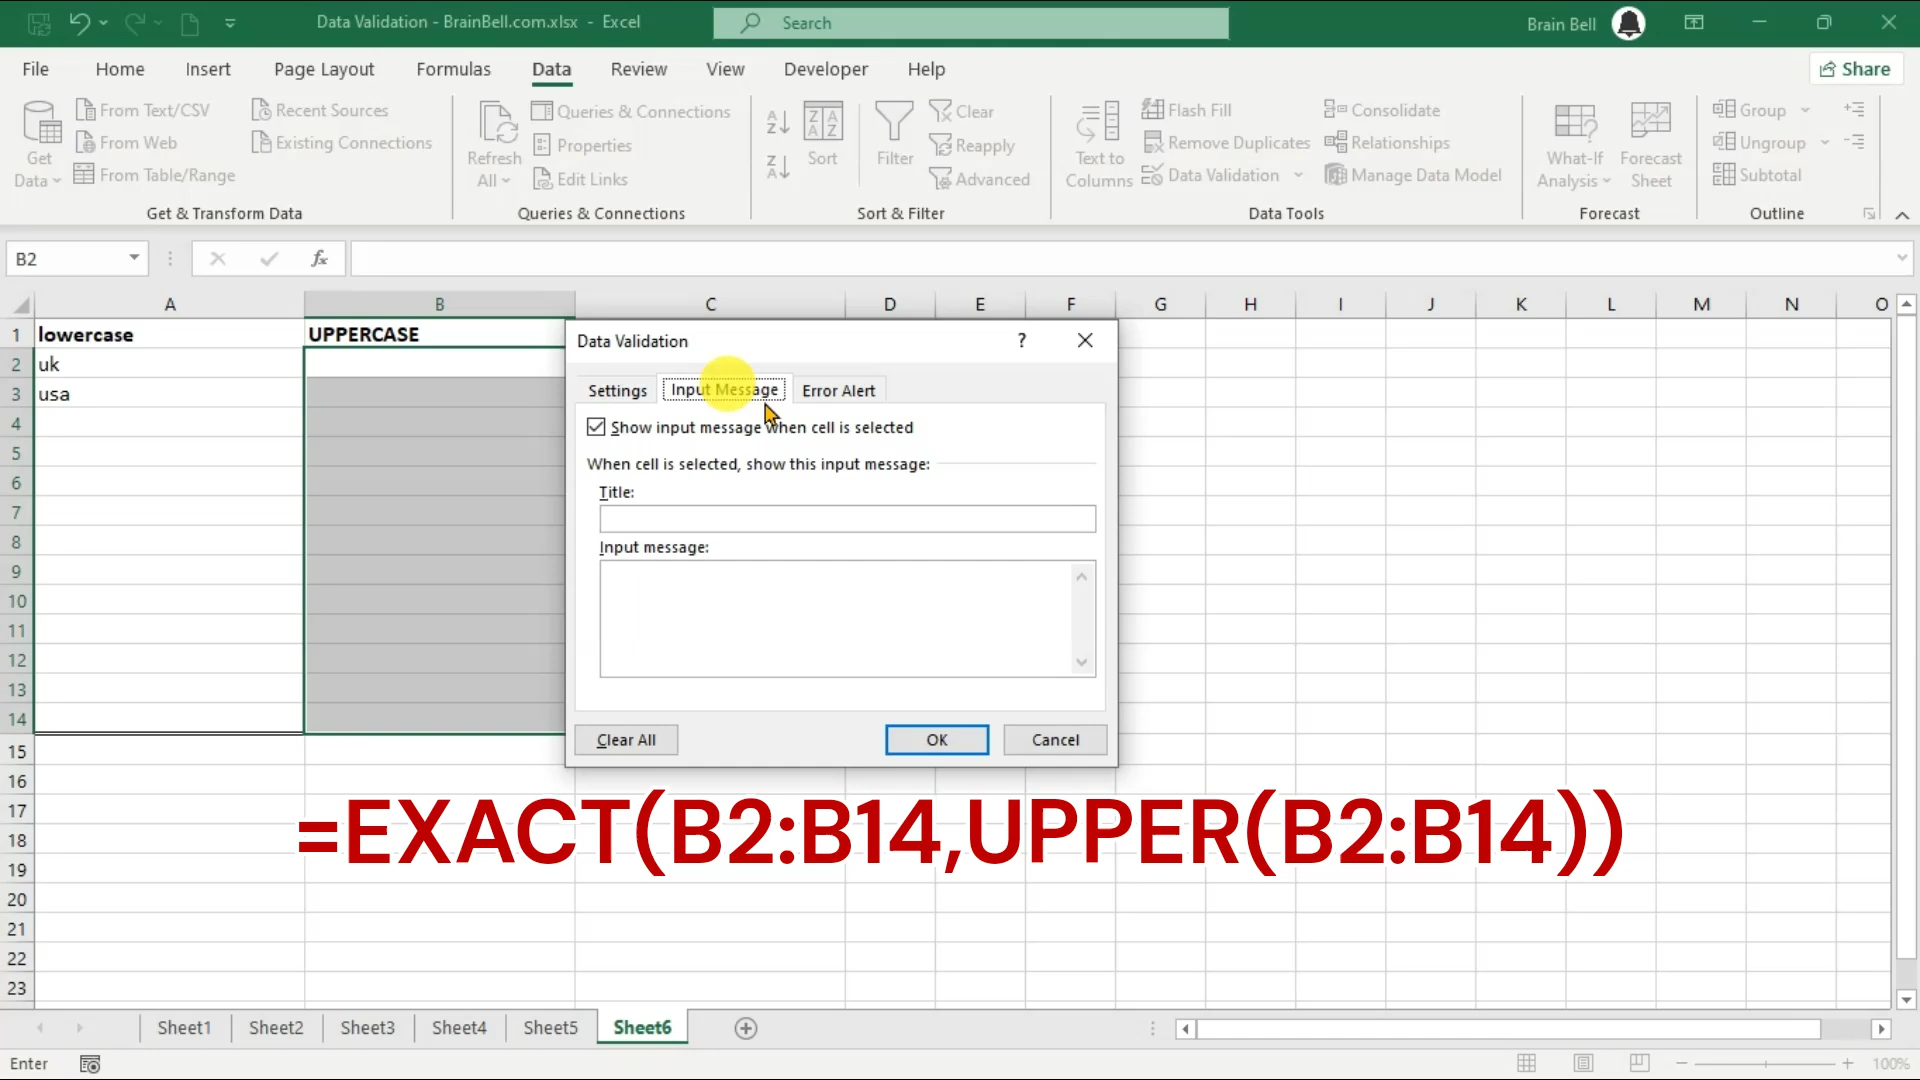 Data Validation - BrainBell.com.xlsx - Excel
Search
Brain Bell
File Home Insert Page Layout Formulas Data Review View Developer Help
Share
Get Data
From Text/CSV
From Web
From Table/Range
Recent Sources
Existing Connections
Get & Transform Data
Refresh All
Queries & Connections
Properties
Edit Links
Queries & Connections
Sort
Filter
Clear
Reapply
Advanced
Sort & Filter
Text to Columns
Flash Fill
Remove Duplicates
Data Validation
Consolidate
Relationships
Manage Data Model
Data Tools
What-If Analysis
Forecast Sheet
Forecast
Group
Ungroup
Subtotal
Outline
B2
fx
A B C D E F G H I J K L M N O
1 lowercase UPPERCASE
2 uk
3 usa
4
5
6
7
8
9
10
11
12
13
14
15
16
17
18
19
20
21
22
23
Data Validation ?
Settings Input Message Error Alert
Show input message when cell is selected
When cell is selected, show this input message:
Title:
Input message:
Clear All OK Cancel
=EXACT(B2:B14,UPPER(B2:B14))
Sheet1 Sheet2 Sheet3 Sheet4 Sheet5 Sheet6
Enter
100%